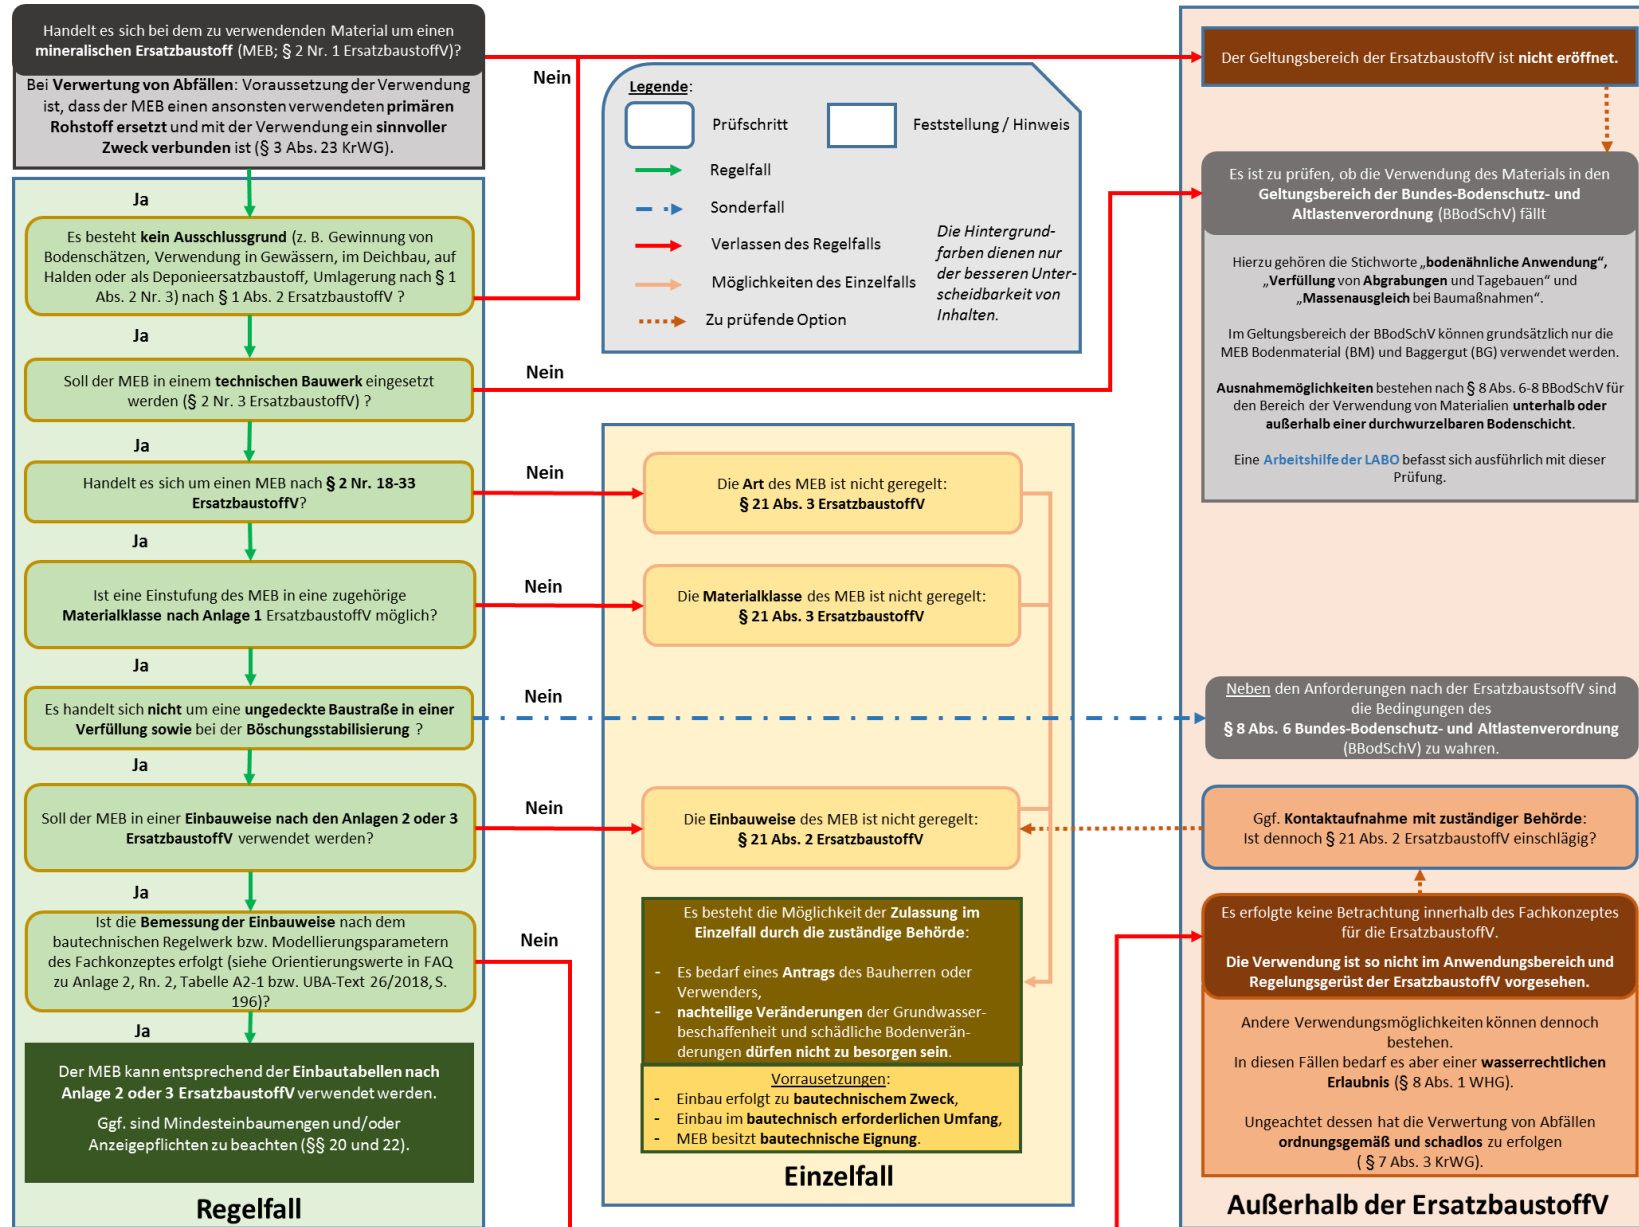 Handelt es sich bei dem zu verwendenden Material um einen
mineralischen Ersatzbaustoff (MEB; § 2 Nr. 1 ErsatzbaustoffV)?
Bei Verwertung von Abfällen: Voraussetzung der Verwendung
ist, dass der MEB einen ansonsten verwendeten primären
Rohstoff ersetzt und mit der Verwendung ein sinnvoller
Zweck verbunden ist (§ 3 Abs. 23 KrWG).
Ja
Es besteht kein Ausschlussgrund (z. B. Gewinnung von
Bodenschätzen, Verwendung in Gewässern, im Deichbau, auf
Halden oder als Deponieersatzbaustoff, Umlagerung nach § 1
Abs. 2 Nr. 3) nach § 1 Abs. 2 ErsatzbaustoffV ?
Ja
Soll der MEB in einem technischen Bauwerk eingesetzt
werden (§ 2 Nr. 3 ErsatzbaustoffV) ?
Ja
Handelt es sich um einen MEB nach § 2 Nr. 18-33
ErsatzbaustoffV?
Ja
Ist eine Einstufung des MEB in eine zugehörige
Materialklasse nach Anlage 1 ErsatzbaustoffV möglich?
Ja
Es handelt sich nicht um eine ungedeckte Baustraße in einer
Verfüllung sowie bei der Böschungsstabilisierung ?
Ja
Soll der MEB in einer Einbauweise nach den Anlagen 2 oder 3
ErsatzbaustoffV verwendet werden?
Ja
Ist die Bemessung der Einbauweise nach dem
bautechnischen Regelwerk bzw. Modellierungsparametern
des Fachkonzeptes erfolgt (siehe Orientierungswerte in FAQ
zu Anlage 2, Rn. 2, Tabelle A2-1 bzw. UBA-Text 26/2018, S.
196)?
Ja
Der MEB kann entsprechend der Einbautabellen nach
Anlage 2 oder 3 ErsatzbaustoffV verwendet werden.
Ggf. sind Mindesteinbaumengen und/oder
Anzeigepflichten zu beachten (§§ 20 und 22).
Regelfall
Nein
Nein
Nein
Nein
Nein
Nein
Nein
Legende:
Prüfschritt
Feststellung / Hinweis
Regelfall
Sonderfall
Verlassen des Regelfalls
Möglichkeiten des Einzelfalls
Zu prüfende Option
Die Hintergrund-
farben dienen nur
der besseren Unter-
scheidbarkeit von
Inhalten.
Die Art des MEB ist nicht geregelt:
§ 21 Abs. 3 ErsatzbaustoffV
Die Materialklasse des MEB ist nicht geregelt:
§ 21 Abs. 3 ErsatzbaustoffV
Die Einbauweise des MEB ist nicht geregelt:
§ 21 Abs. 2 ErsatzbaustoffV
Es besteht die Möglichkeit der Zulassung im
Einzelfall durch die zuständige Behörde:
- Es bedarf eines Antrags des Bauherren oder
Verwenders,
- nachteilige Veränderungen der Grundwasser-
beschaffenheit und schädliche Bodenverän-
derungen dürfen nicht zu besorgen sein.
Vorrausetzungen:
- Einbau erfolgt zu bautechnischem Zweck,
- Einbau im bautechnisch erforderlichen Umfang,
- MEB besitzt bautechnische Eignung.
Einzelfall
Der Geltungsbereich der ErsatzbaustoffV ist nicht eröffnet.
Es ist zu prüfen, ob die Verwendung des Materials in den
Geltungsbereich der Bundes-Bodenschutz- und
Altlastenverordnung (BBodSchV) fällt
Hierzu gehören die Stichworte „bodenähnliche Anwendung“,
„Verfüllung von Abgrabungen und Tagebauen“ und
„Massenausgleich bei Baumaßnahmen“.
Im Geltungsbereich der BBodSchV können grundsätzlich nur die
MEB Bodenmaterial (BM) und Baggergut (BG) verwendet werden.
Ausnahmemöglichkeiten bestehen nach § 8 Abs. 6-8 BBodSchV für
den Bereich der Verwendung von Materialien unterhalb oder
außerhalb einer durchwurzelbaren Bodenschicht.
Eine Arbeitshilfe der LABO befasst sich ausführlich mit dieser
Prüfung.
Neben den Anforderungen nach der ErsatzbaustsoffV sind
die Bedingungen des
§ 8 Abs. 6 Bundes-Bodenschutz- und Altlastenverordnung
(BBodSchV) zu wahren.
Ggf. Kontaktaufnahme mit zuständiger Behörde:
Ist dennoch § 21 Abs. 2 ErsatzbaustoffV einschlägig?
Es erfolgte keine Betrachtung innerhalb des Fachkonzeptes
für die ErsatzbaustoffV.
Die Verwendung ist so nicht im Anwendungsbereich und
Regelungsgerüst der ErsatzbaustoffV vorgesehen.
Andere Verwendungsmöglichkeiten können dennoch
bestehen.
In diesen Fällen bedarf es aber einer wasserrechtlichen
Erlaubnis (§ 8 Abs. 1 WHG).
Ungeachtet dessen hat die Verwertung von Abfällen
ordnungsgemäß und schadlos zu erfolgen
( § 7 Abs. 3 KrWG).
Außerhalb der ErsatzbaustoffV